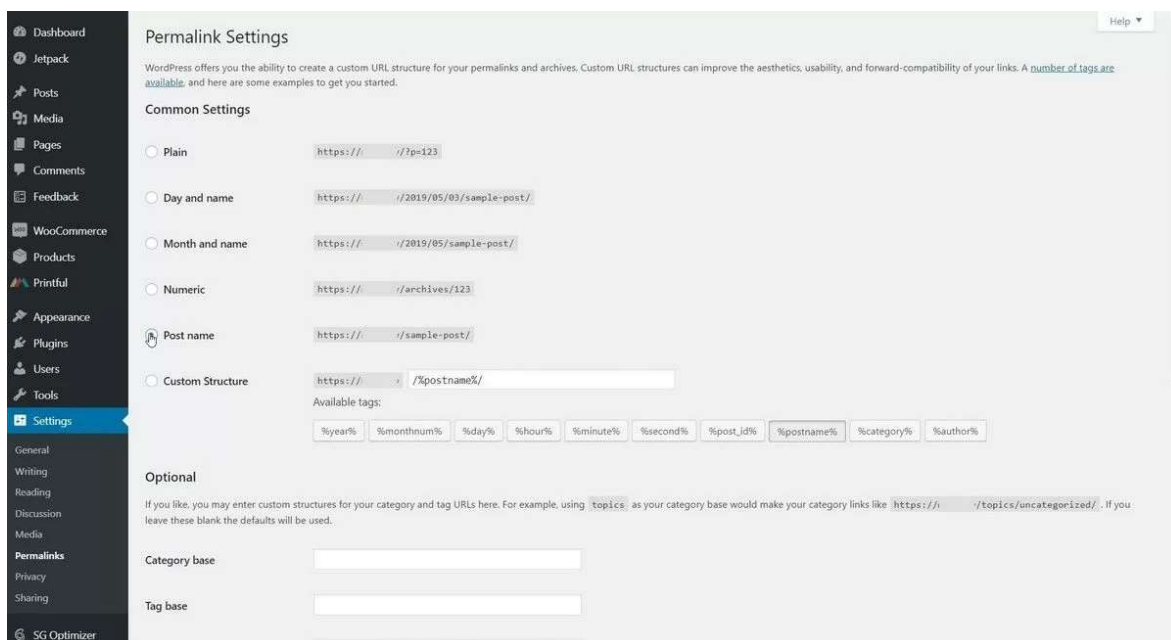 Help ▼
Dashboard
Jetpack
Posts
Media
Pages
Comments
Feedback
WooCommerce
Products
Printful
Appearance
Plugins
Users
Tools
Settings
General
Writing
Reading
Discussion
Media
Permalinks
Privacy
Sharing
SG Optimizer
Permalink Settings
WordPress offers you the ability to create a custom URL structure for your permalinks and archives. Custom URL structures can improve the aesthetics, usability, and forward-compatibility of your links. A number of tags are
available, and here are some examples to get you started.
Common Settings
Plain https:// /?p=123
Day and name https:// /2019/05/03/sample-post/
Month and name https:// /2019/05/sample-post/
Numeric https:// /archives/123
Post name https:// /sample-post/
Custom Structure https:// /%postname%/
Available tags:
%year% %monthnum% %day% %hour% %minute% %second% %post_id% %postname% %category% %author%
Optional
If you like, you may enter custom structures for your category and tag URLs here. For example, using topics as your category base would make your category links like https:// /topics/uncategorized/ . If you
leave these blank the defaults will be used.
Category base
Tag base